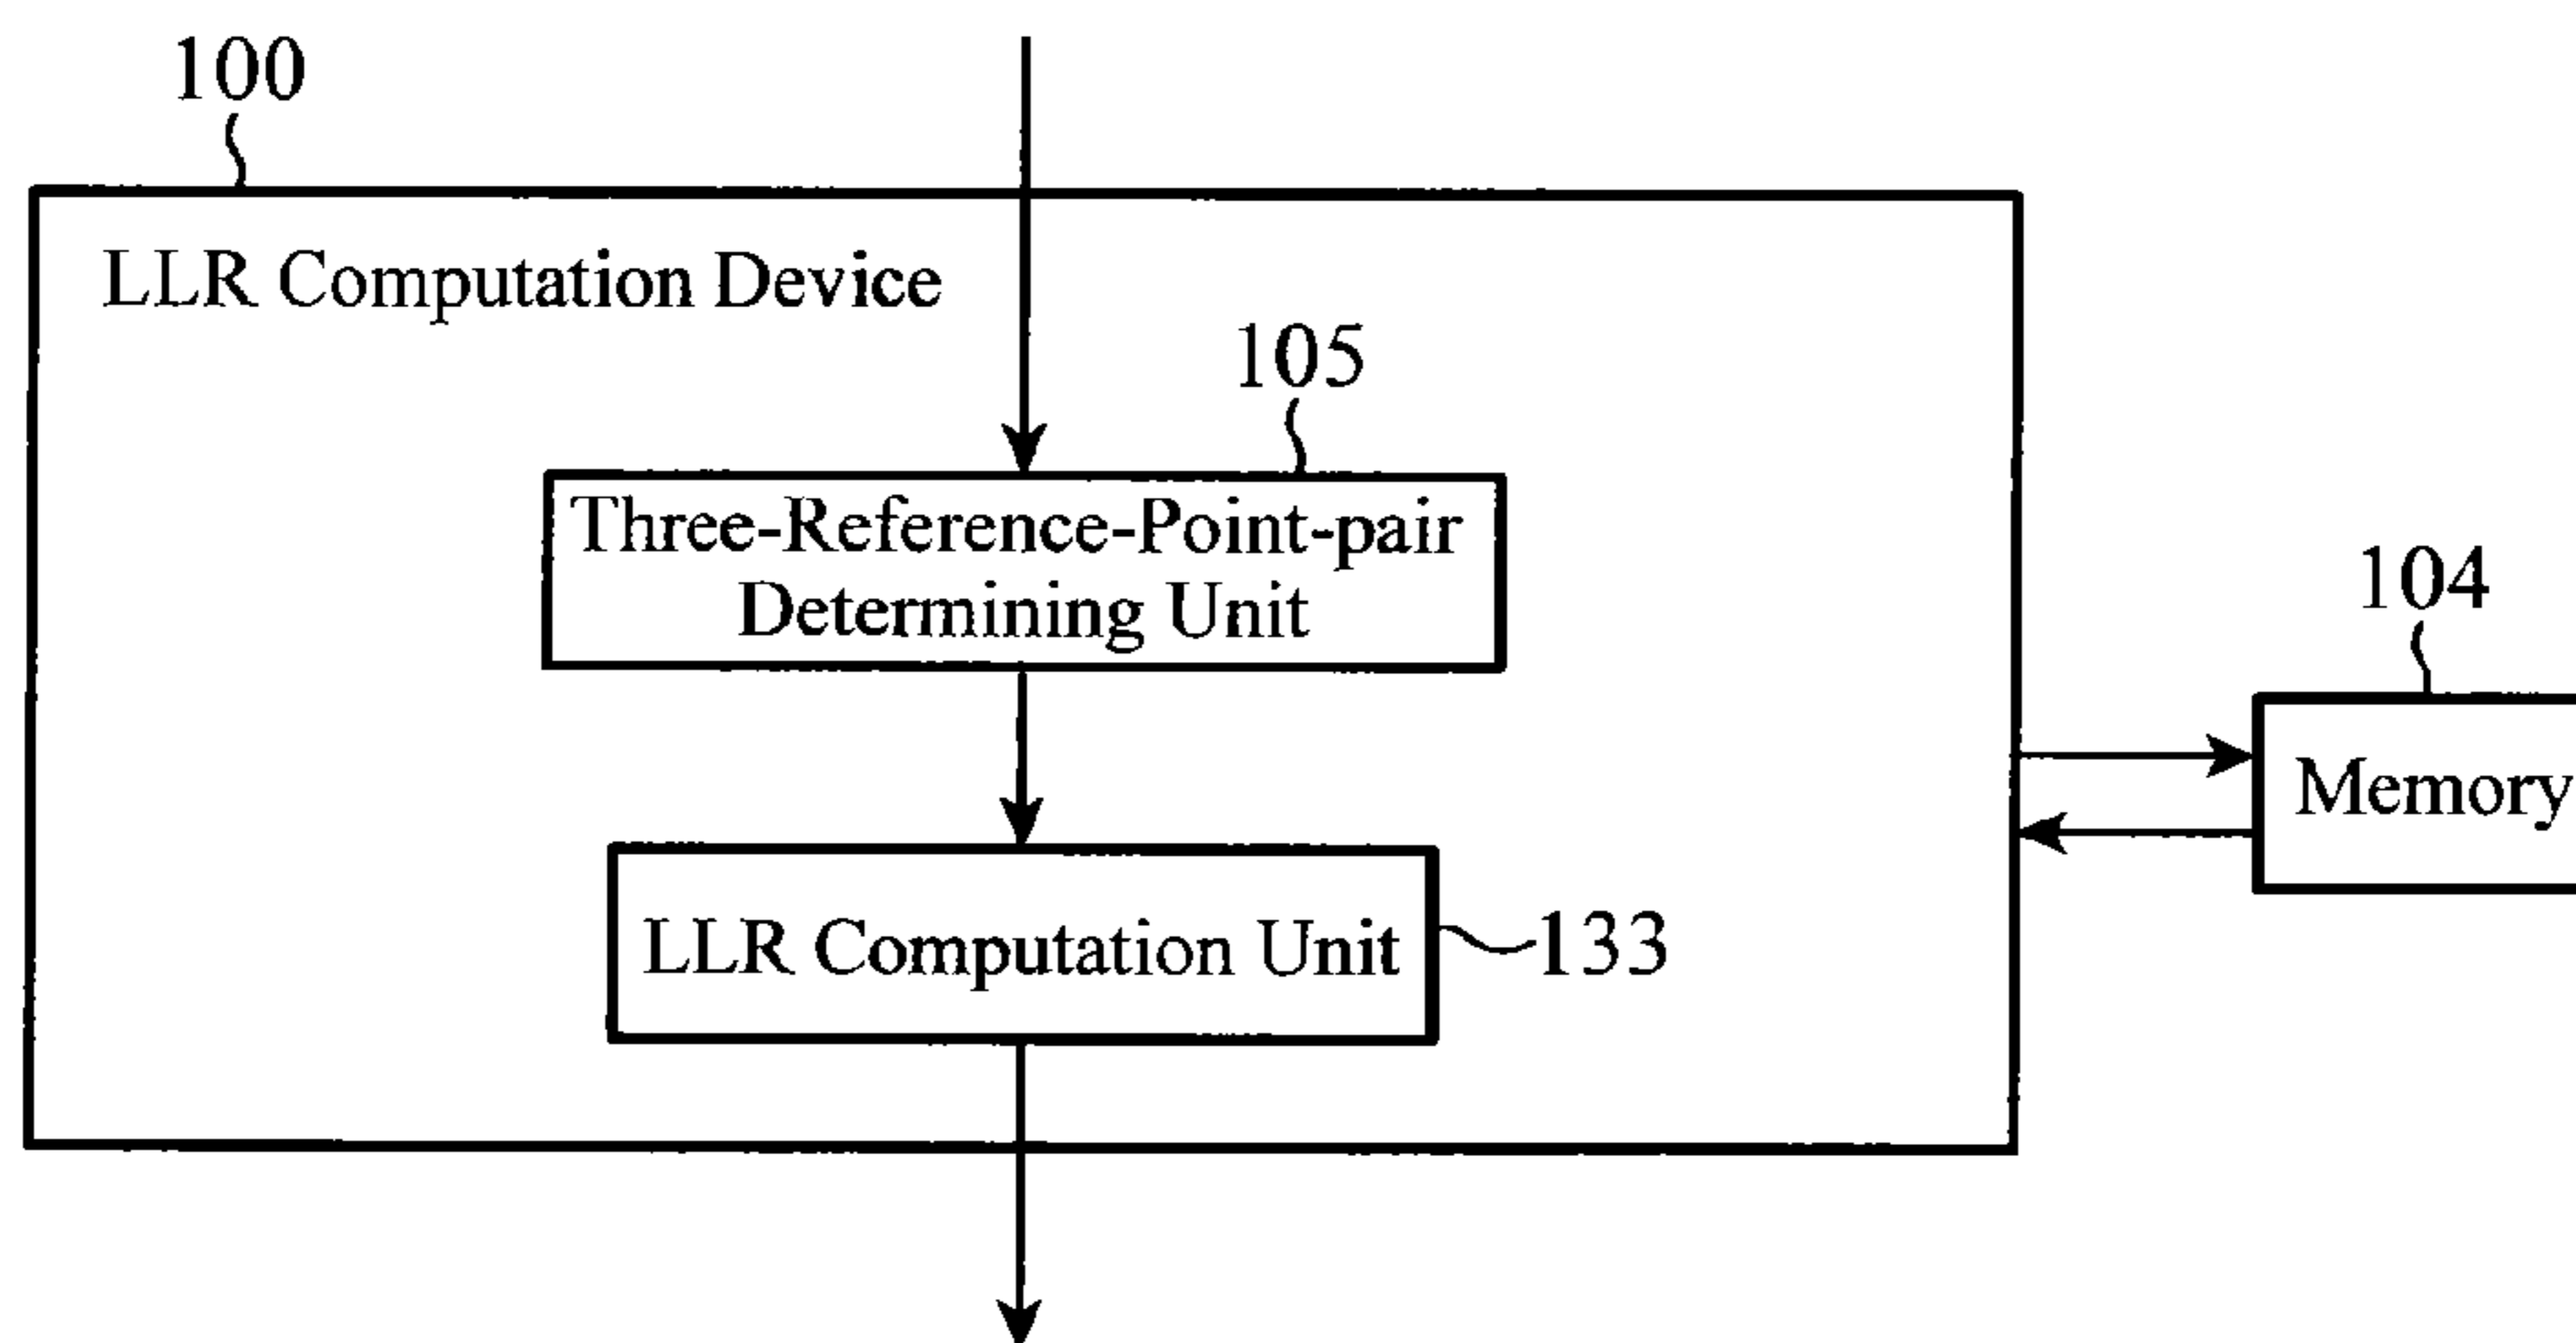 100
LLR Computation Device
105
Three-Reference-Point-pair
Determining Unit
104
Memory
LLR Computation Unit
133